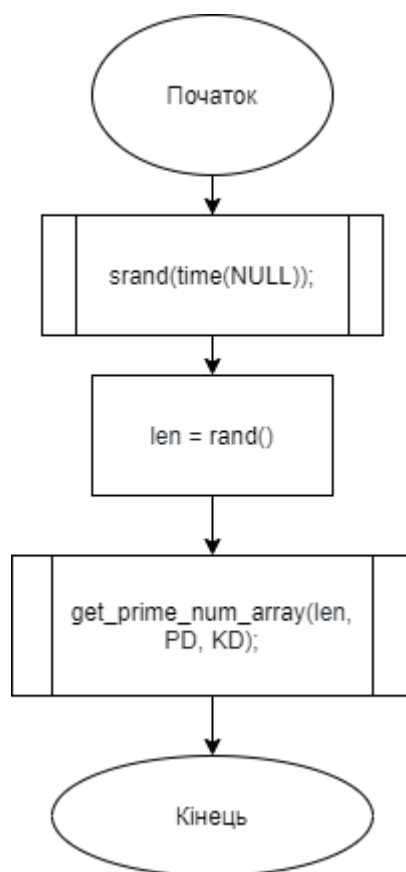 Початок
srand(time(NULL));
len = rand()
get_prime_num_array(len,
PD, KD);
Кінець